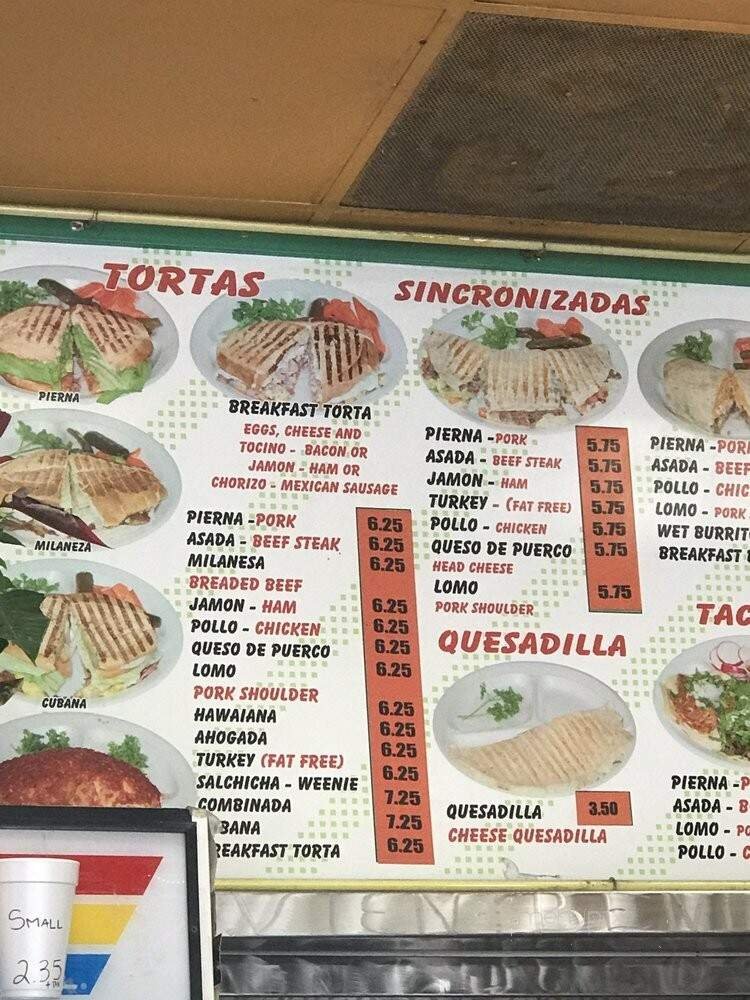 TORTAS
PIERNA
MILANEZA
CUBANA
BREAKFAST TORTA
EGGS, CHEESE AND
TOCINO - BACON OR
JAMON - HAM OR
CHORIZO - MEXICAN SAUSAGE
PIERNA -PORK 6.25
ASADA - BEEF STEAK 6.25
MILANESA 6.25
BREADED BEEF
JAMON - HAM 6.25
POLLO - CHICKEN 6.25
QUESO DE PUERCO 6.25
LOMO 6.25
PORK SHOULDER
HAWAIANA 6.25
AHOGADA 6.25
TURKEY (FAT FREE) 6.25
SALCHICHA - WEENIE 6.25
COMBINADA 7.25
BANA 7.25
BREAKFAST TORTA 6.25
SINCRONIZADAS
PIERNA -PORK 5.75
ASADA - BEEF STEAK 5.75
JAMON - HAM 5.75
TURKEY - (FAT FREE) 5.75
POLLO - CHICKEN 5.75
QUESO DE PUERCO 5.75
HEAD CHEESE
LOMO 5.75
PORK SHOULDER
QUESADILLA
QUESADILLA 3.50
CHEESE QUESADILLA
PIERNA -POR
ASADA - BEEF
POLLO - CHIC
LOMO - PORK
WET BURRIT
BREAKFAST
TAC
PIERNA -P
ASADA - B
LOMO - PO
POLLO - C
SMALL
2.35